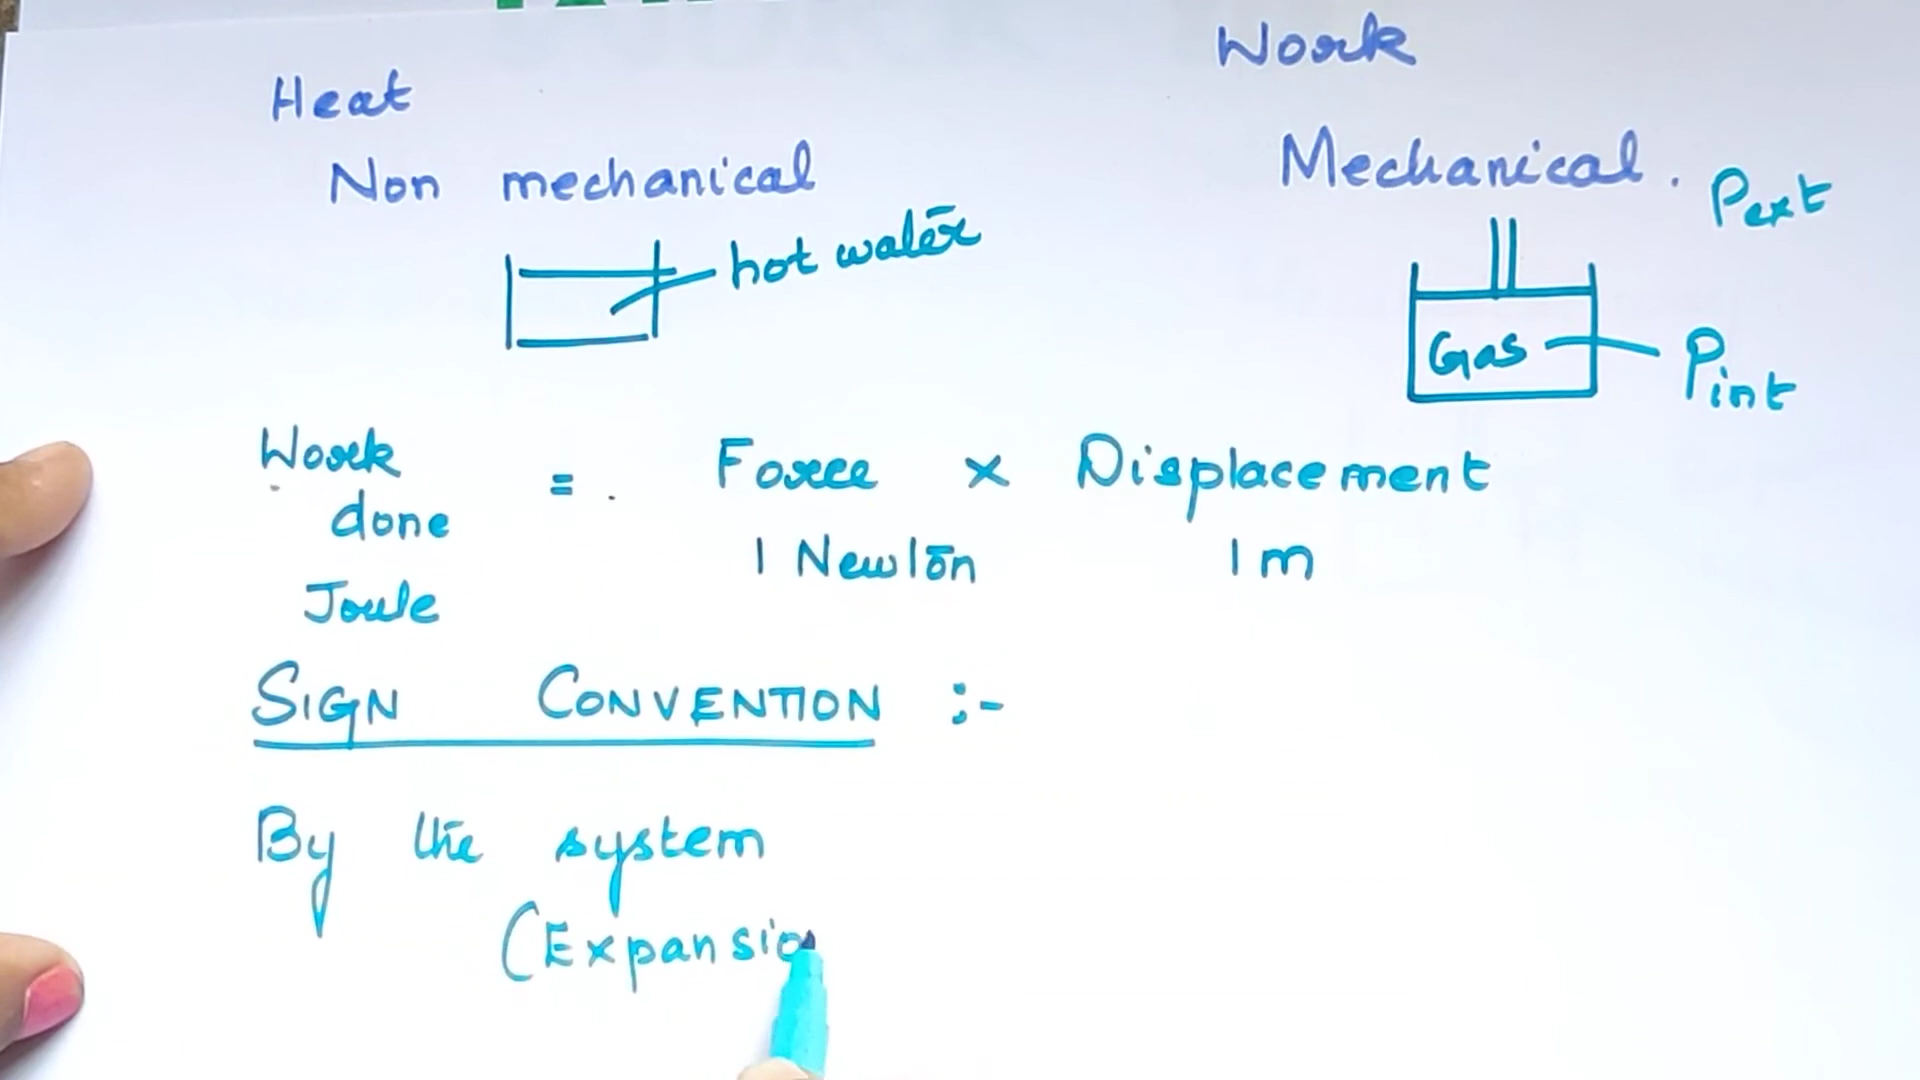 Heat
Non mechanical
hot water
Work
Mechanical.
Pext
Gas
Pint
Work done = . Force × Displacement
Joule 1 Newton 1 m
SIGN CONVENTION :-
By the system
(Expansio